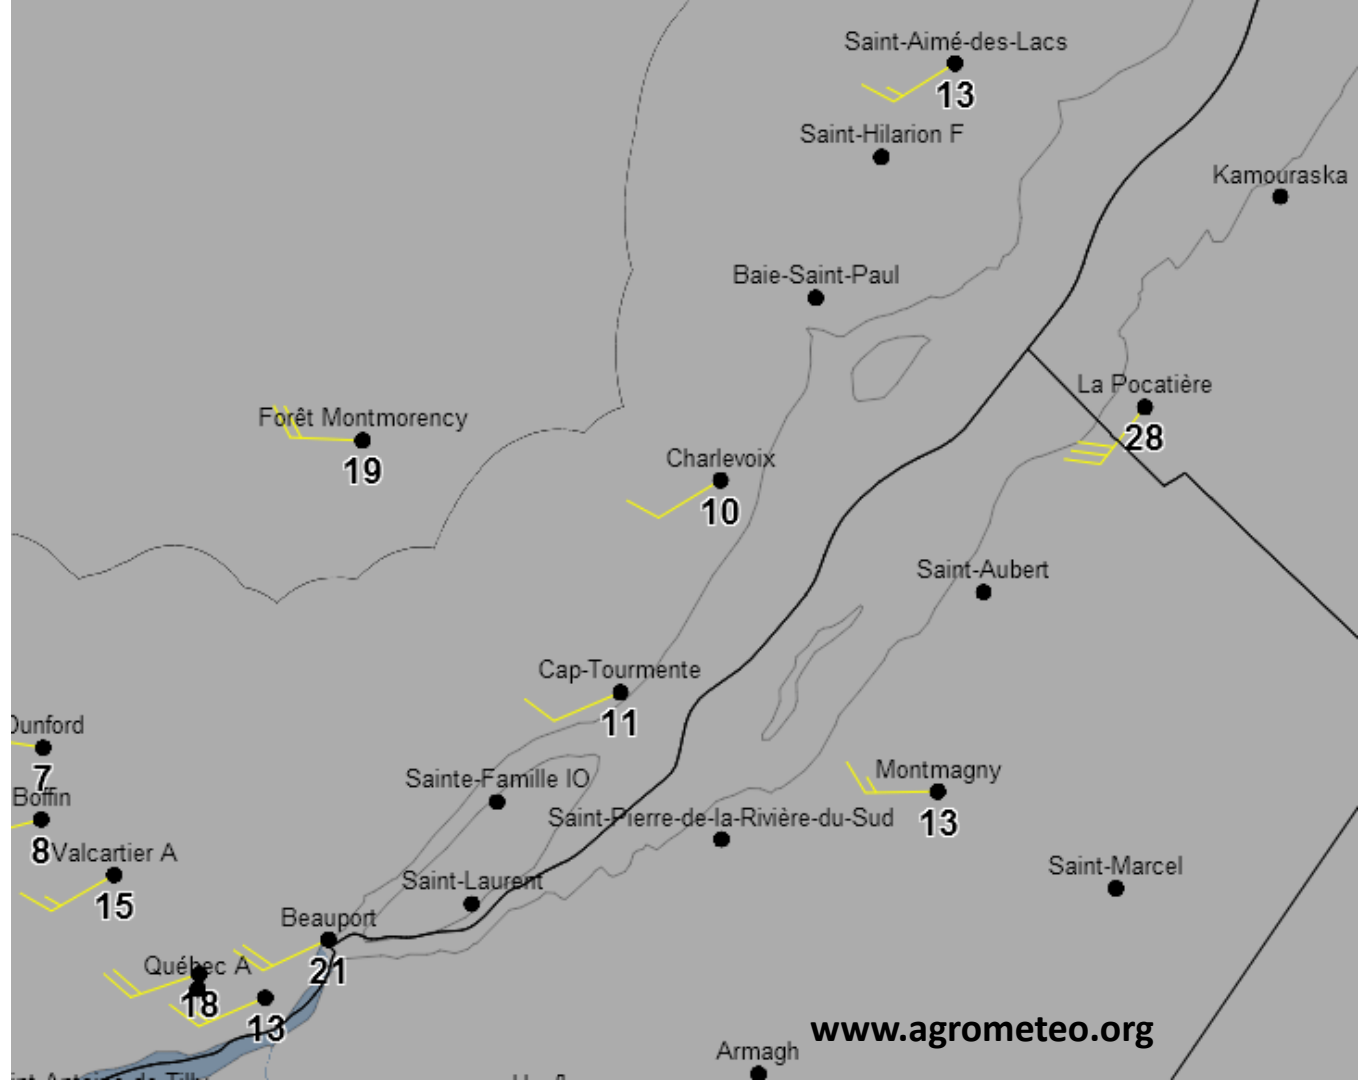 Saint-Aimé-des-Lacs
13
Saint-Hilarion F
Kamouraska
Baie-Saint-Paul
La Pocatière
28
Forêt Montmorency
19
Charlevoix
10
Saint-Aubert
Cap-Tourmente
11
Dunford
7
Sainte-Famille IO
Montmagny
13
Boffin
8
Saint-Pierre-de-la-Rivière-du-Sud
Valcartier A
15
Saint-Marcel
Saint-Laurent
Beauport
21
Québec A
18
13
www.agrometeo.org
Armagh